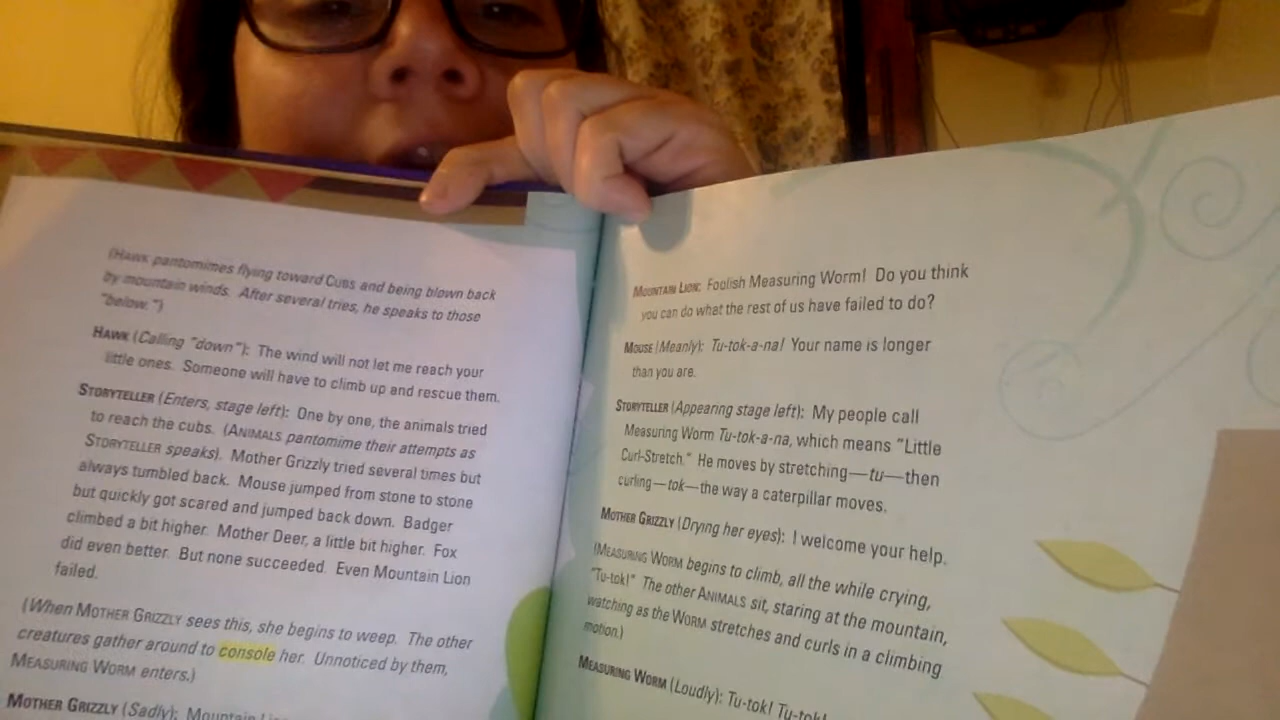 (HAWK pantomimes flying toward CUBS and being blown back
by mountain winds. After several tries, he speaks to those
"below.")
HAWK (Calling "down"): The wind will not let me reach your
little ones. Someone will have to climb up and rescue them.
STORYTELLER (Enters, stage left): One by one, the animals tried
to reach the cubs. (ANIMALS pantomime their attempts as
STORYTELLER speaks). Mother Grizzly tried several times but
always tumbled back. Mouse jumped from stone to stone
but quickly got scared and jumped back down. Badger
climbed a bit higher. Mother Deer, a little bit higher. Fox
did even better. But none succeeded. Even Mountain Lion
failed.
(When MOTHER GRIZZLY sees this, she begins to weep. The other
creatures gather around to console her. Unnoticed by them,
MEASURING WORM enters.)
MOTHER GRIZZLY (Sadly): Mountain
MOUNTAIN LION: Foolish Measuring Worm! Do you think
you can do what the rest of us have failed to do?
MOUSE (Meanly): Tu-tok-a-na! Your name is longer
than you are.
STORYTELLER (Appearing stage left): My people call
Measuring Worm Tu-tok-a-na, which means "Little
Curl-Stretch." He moves by stretching—tu—then
curling—tok—the way a caterpillar moves.
MOTHER GRIZZLY (Drying her eyes): I welcome your help.
(MEASURING WORM begins to climb, all the while crying,
"Tu-tok!" The other ANIMALS sit, staring at the mountain,
watching as the WORM stretches and curls in a climbing
motion.)
MEASURING WORM (Loudly): Tu-tok! Tu-tok!